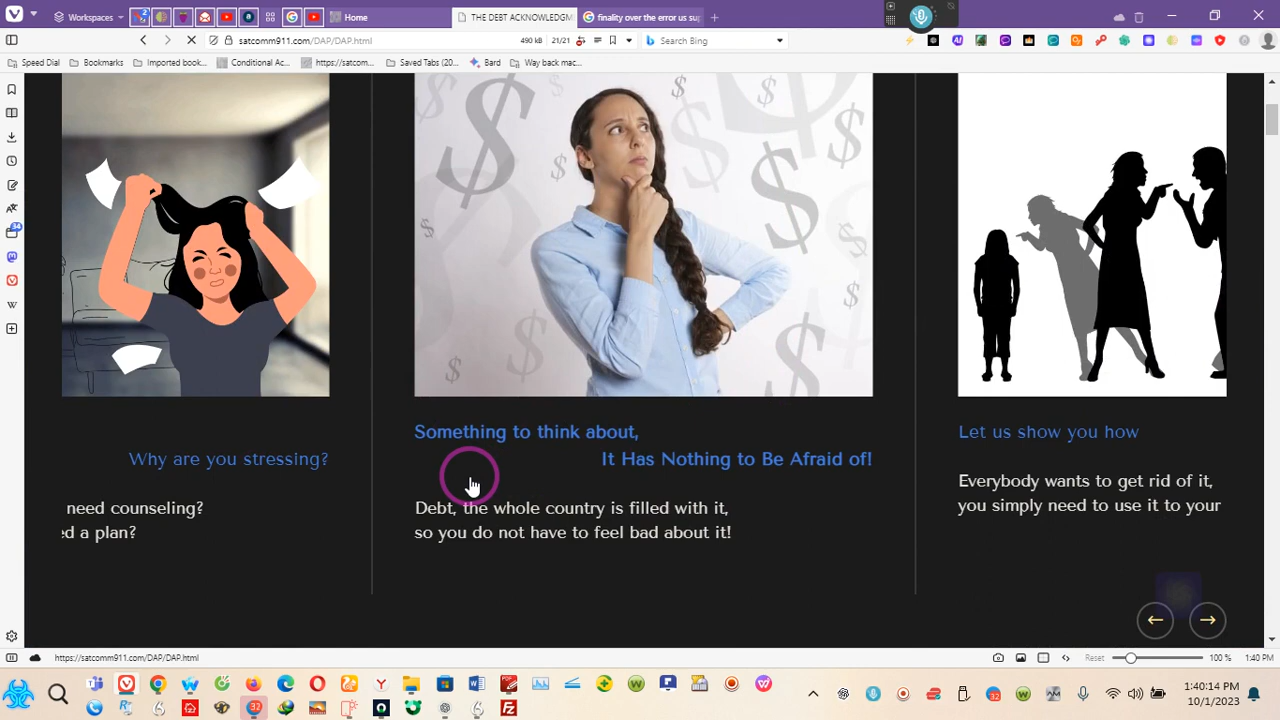 Workspaces
Home
THE DEBT ACKNOWLEDGM
finality over the error us sup
satcomm911.com/DAP/DAP.html
490 kB
21/21
Search Bing
Speed Dial
Bookmarks
Imported book...
Conditional Ac...
https://satcom...
Saved Tabs (20...
Bard
Way back mac...
Why are you stressing?
need counseling?
ed a plan?
Something to think about,
It Has Nothing to Be Afraid of!
Debt, the whole country is filled with it,
so you do not have to feel bad about it!
Let us show you how
Everybody wants to get rid of it,
you simply need to use it to your
https://satcomm911.com/DAP/DAP.html
Reset
100 %
1:40 PM
1:40:14 PM
10/1/2023